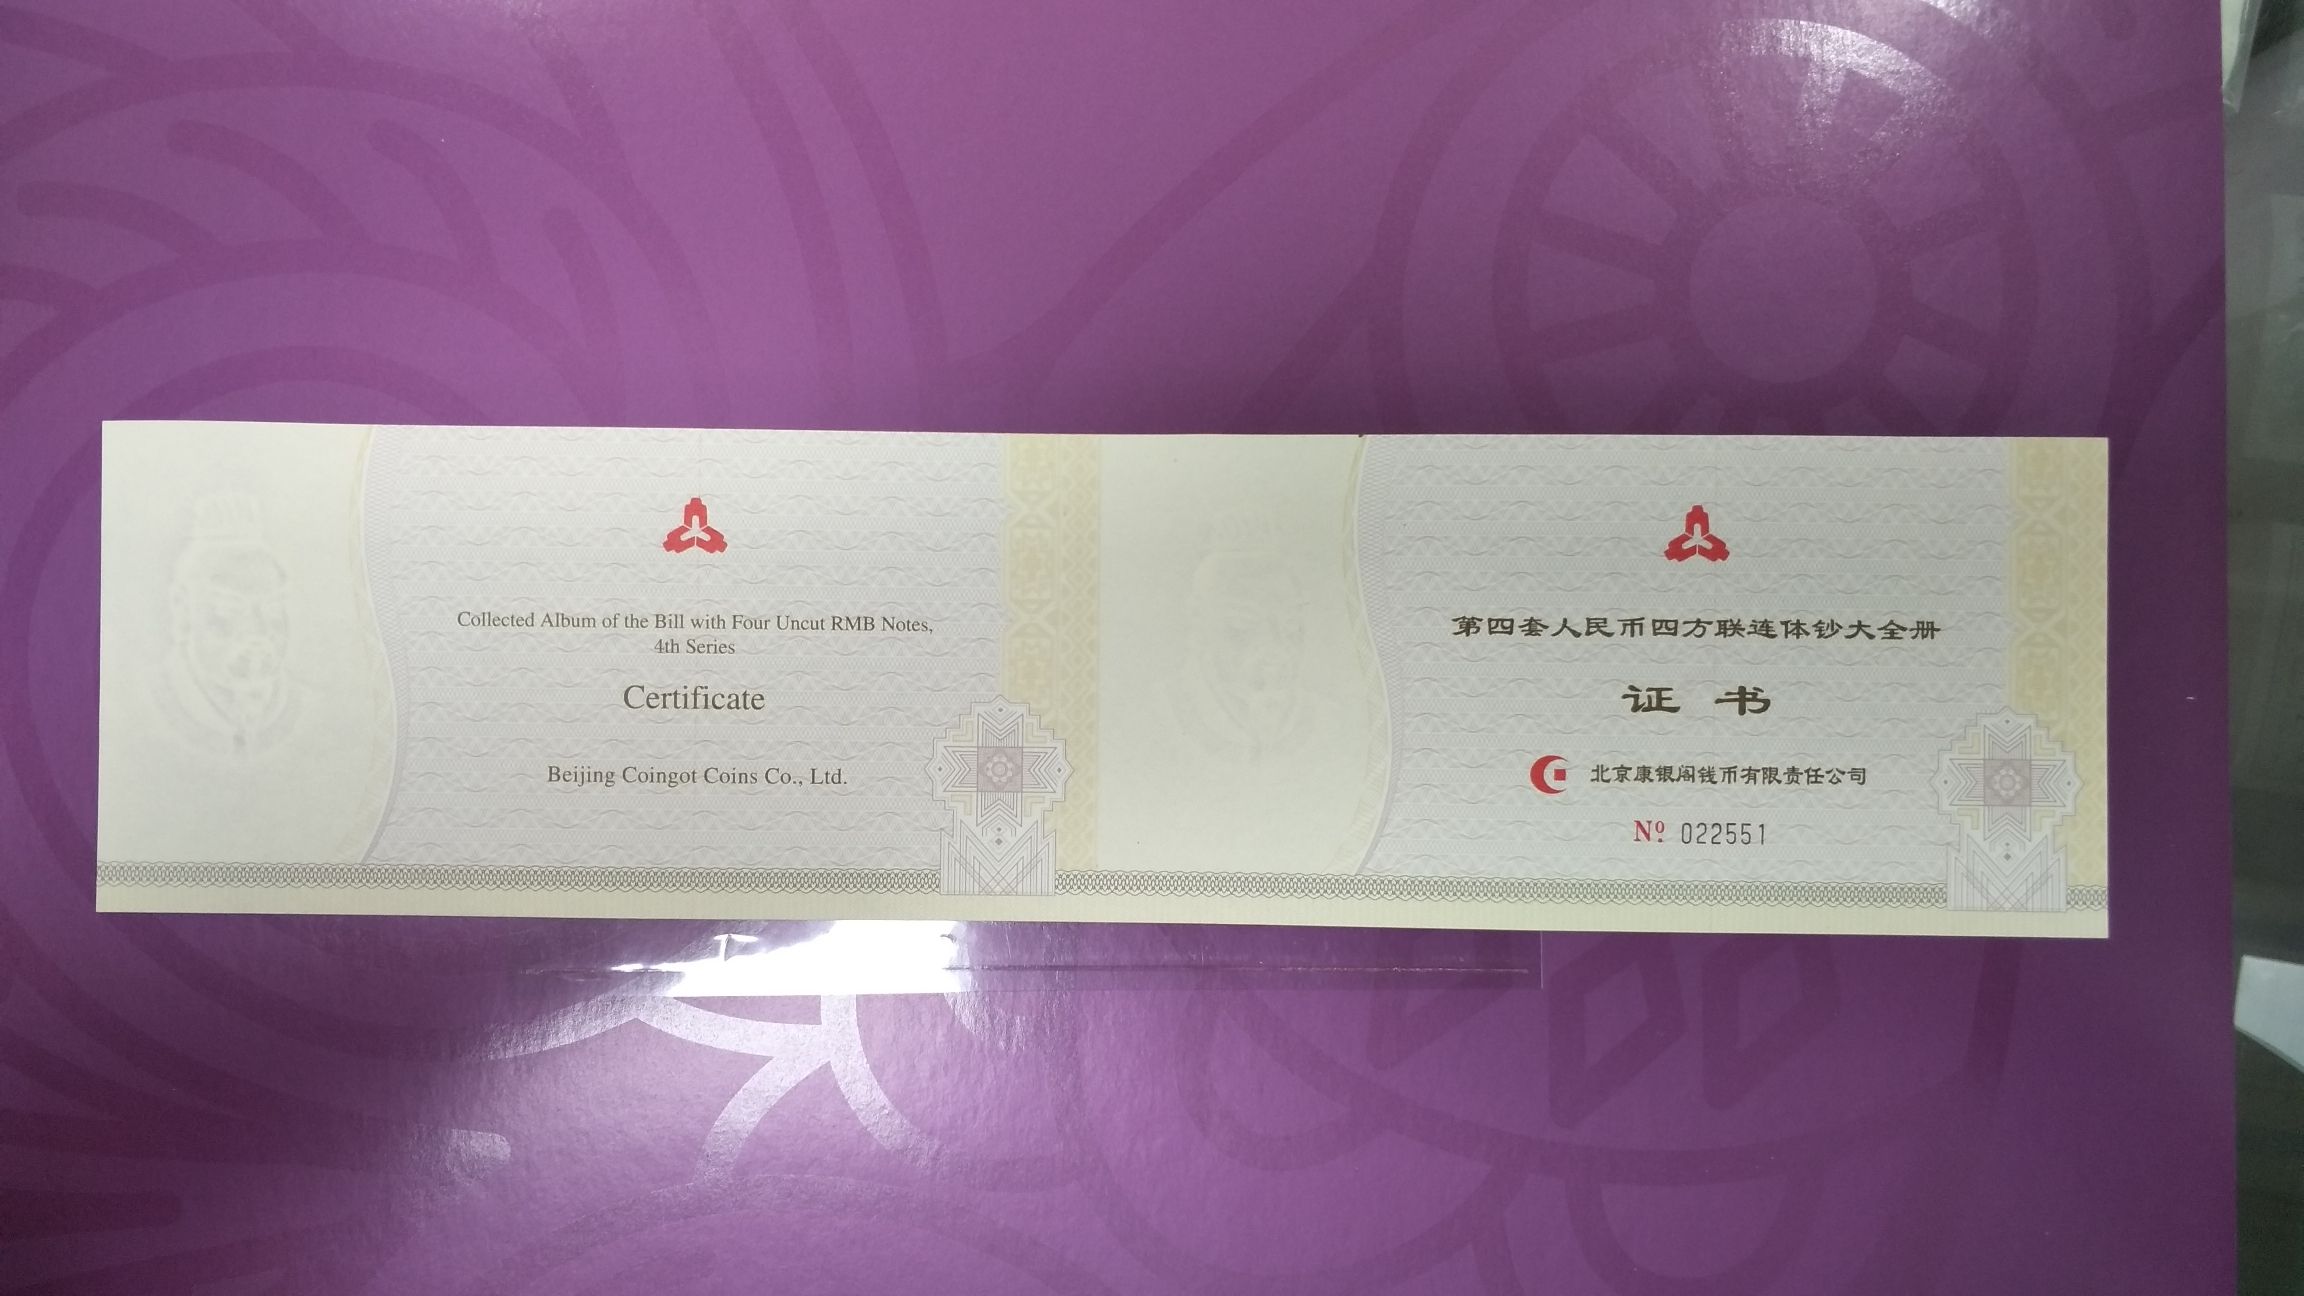 Collected Album of the Bill with Four Uncut RMB Notes,
4th Series
Certificate
Beijing Coingot Coins Co., Ltd.
第四套人民币四方联连体钞大全册
证书
北京康银阁钱币有限责任公司
Nº 022551